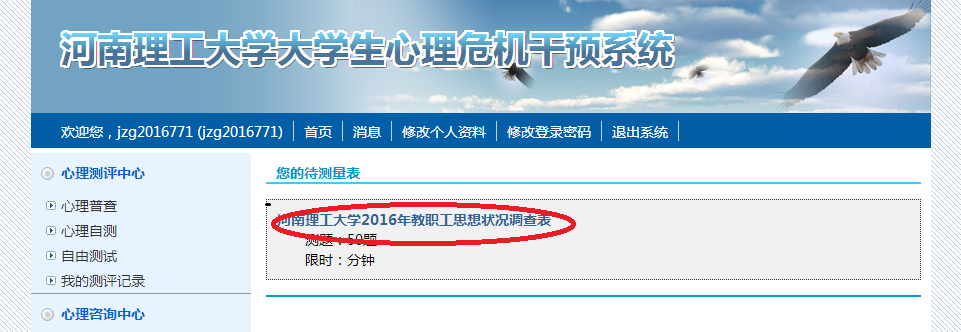 河南理工大学大学生心理危机干预系统
欢迎您，jzg2016771 (jzg2016771) 首页 消息 修改个人资料 修改登录密码 退出系统
心理测评中心
心理普查
心理自测
自由测试
我的测评记录
心理咨询中心
您的待测量表
河南理工大学2016年教职工思想状况调查表
测题：50题
限时：分钟